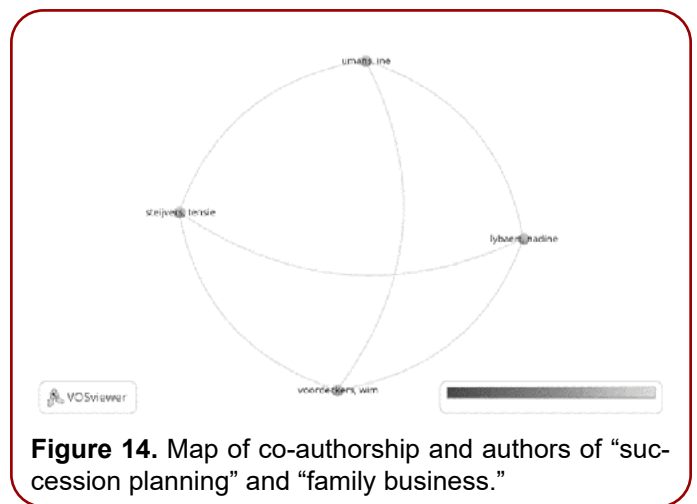 umans, ine
steijvers, tensie
lybaert, nadine
voordeckers, wim
VOSviewer
Figure 14. Map of co-authorship and authors of “suc-
cession planning” and “family business.”